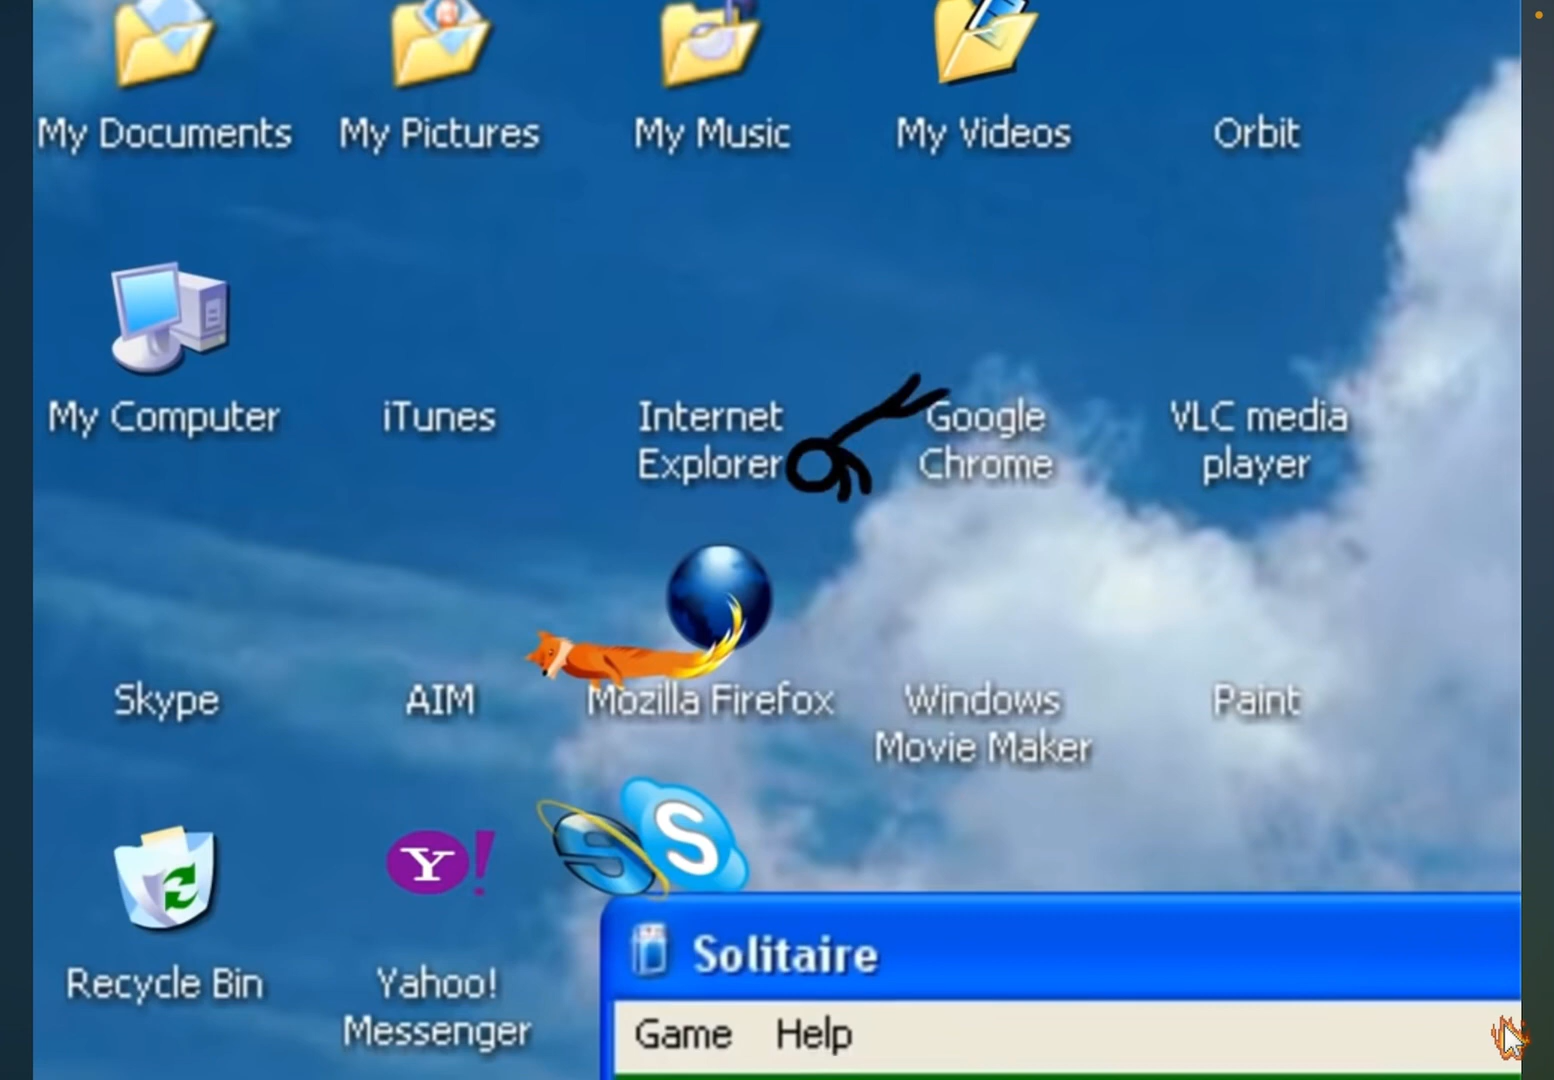 My Documents
My Pictures
My Music
My Videos
Orbit
My Computer
iTunes
Internet
Explorer
Google
Chrome
VLC media
player
Skype
AIM
Mozilla Firefox
Windows
Movie Maker
Paint
S
S
Y!
Recycle Bin
Yahoo!
Messenger
Solitaire
Game Help